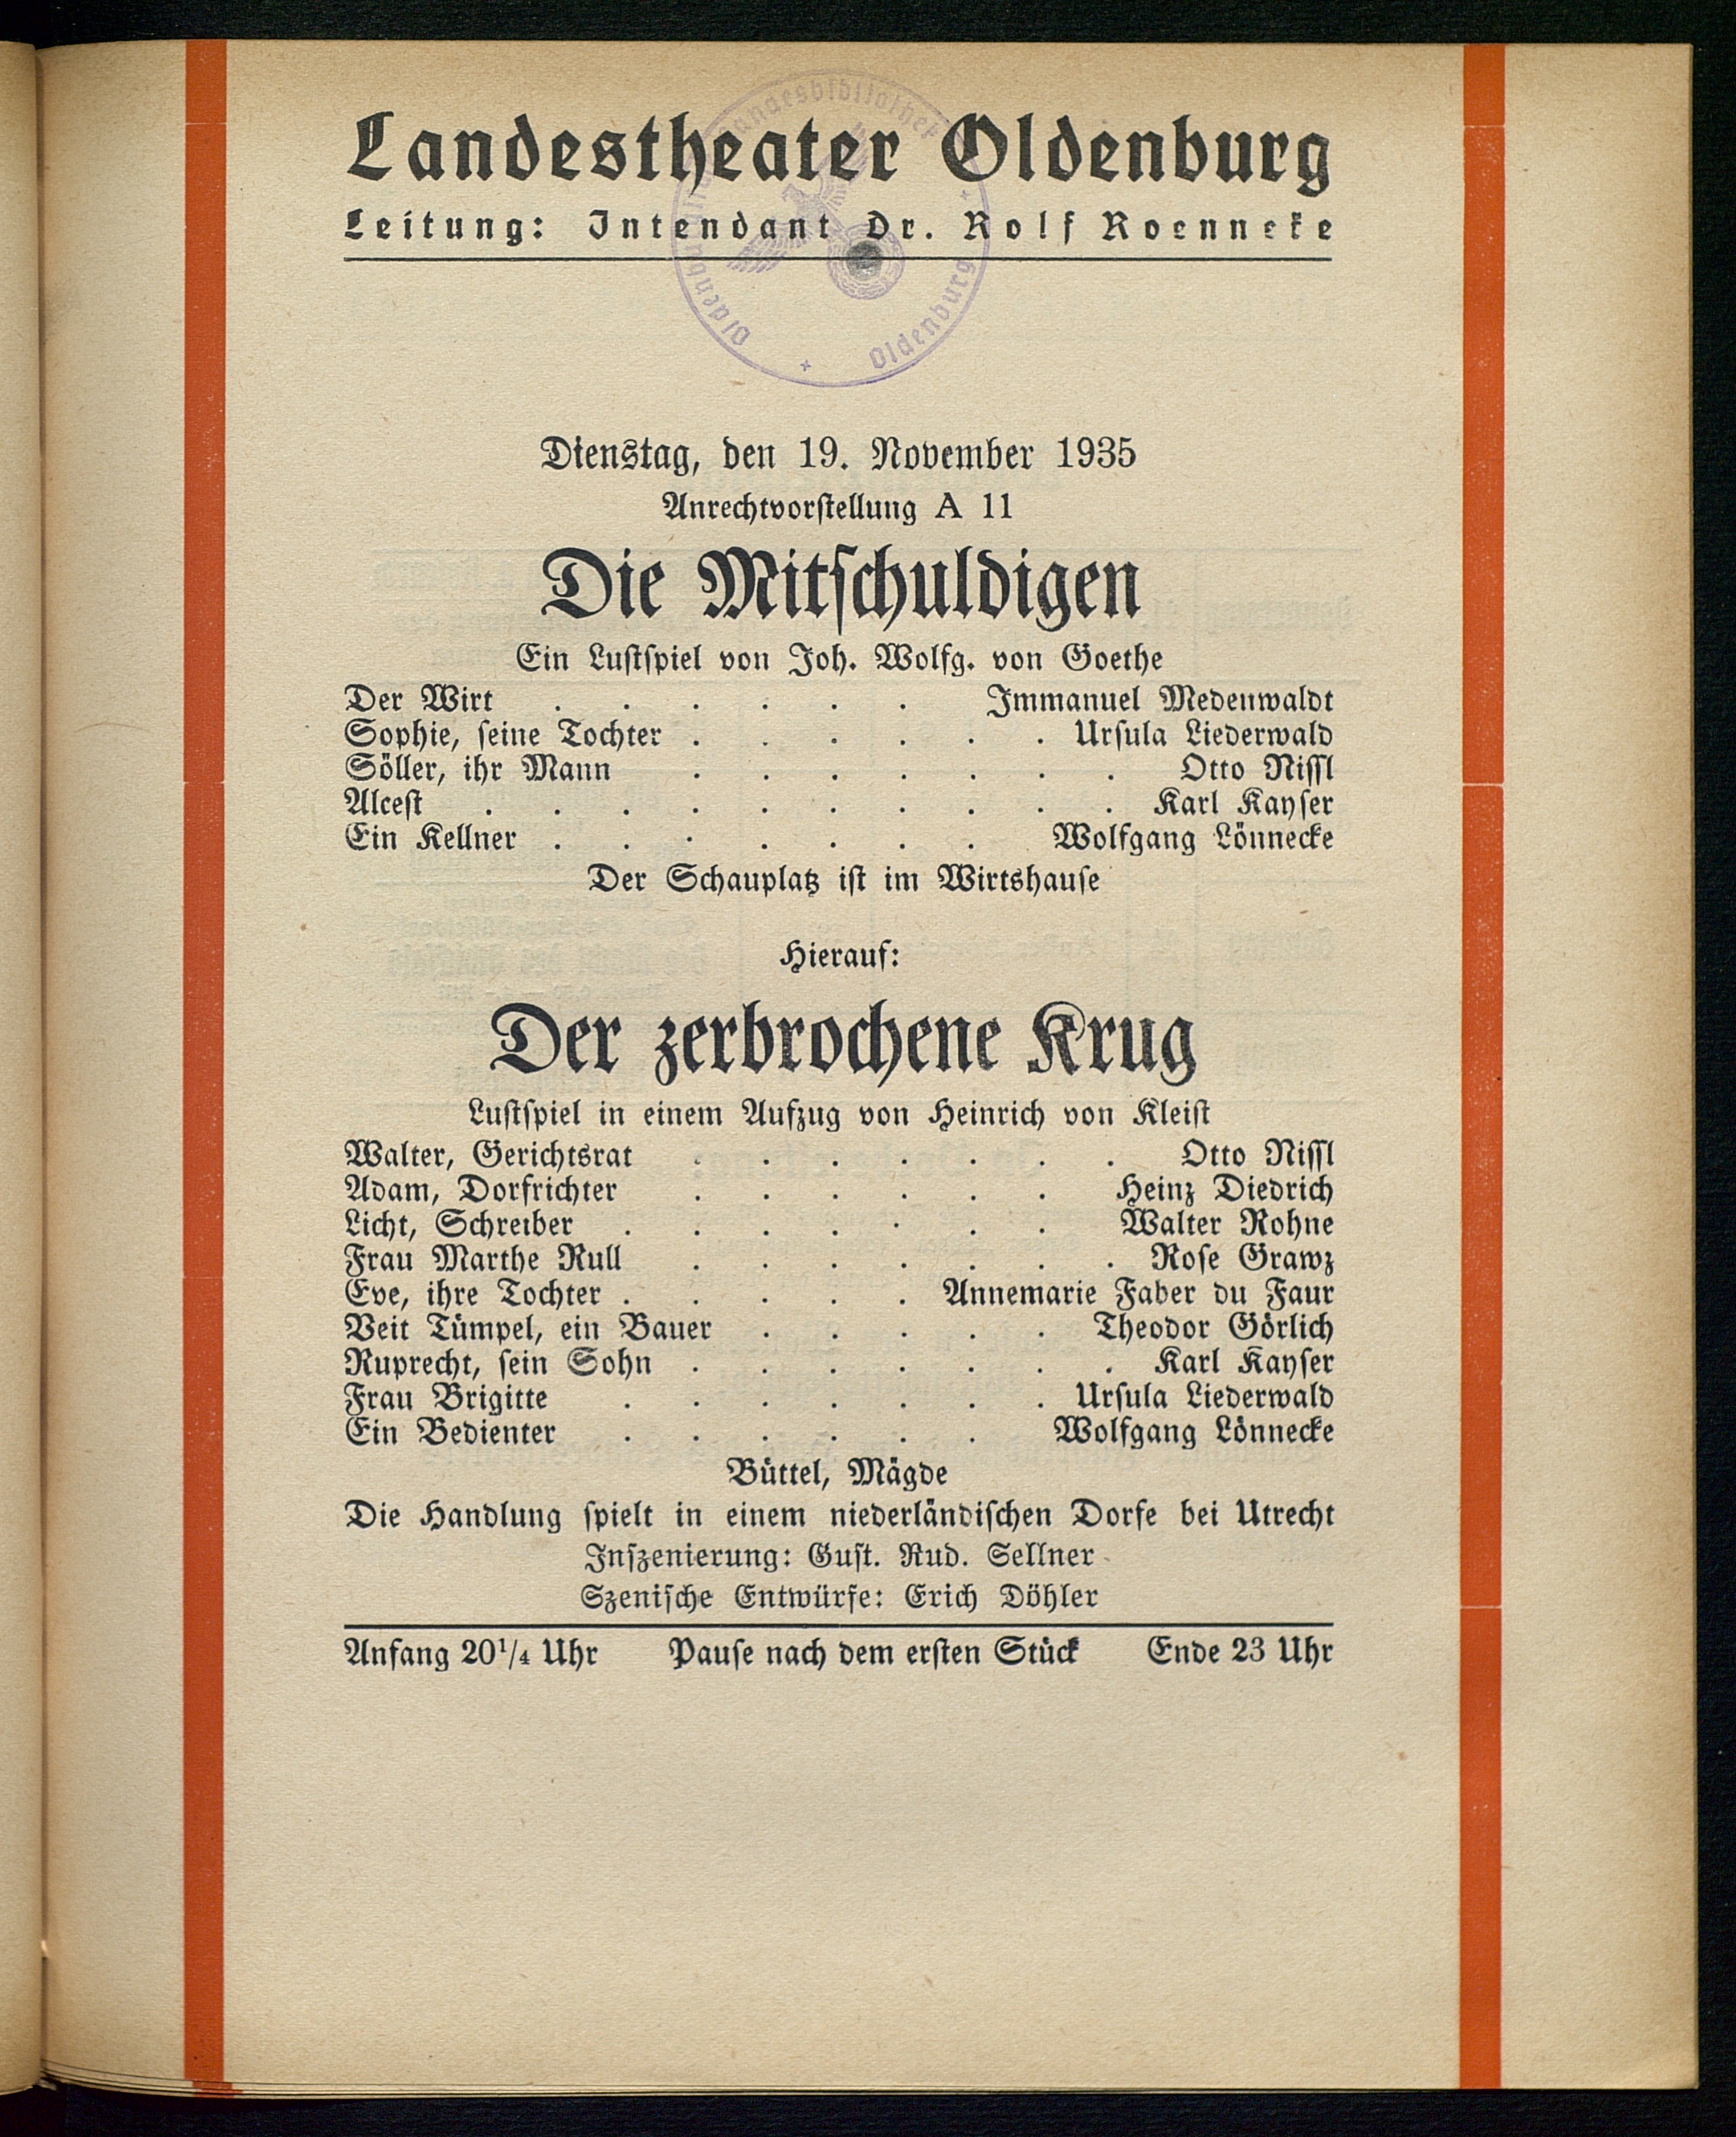 Landestheater Oldenburg
Leitung: Intendant Dr. Rolf Roenneke
Landesbibliothek
Oldenburg
Dienstag, den 19. November 1935
Anrechtvorstellung A 11
Die Mitschuldigen
Ein Lustspiel von Joh. Wolfg. von Goethe
Der Wirt . . . . . . Immanuel Medenwaldt
Sophie, seine Tochter . . . . . . Ursula Liederwald
Söller, ihr Mann . . . . . . . Otto Nissl
Alcest . . . . . . . . . . Karl Kayser
Ein Kellner . . . . . . . Wolfgang Lönnecke
Der Schauplatz ist im Wirtshause
Hierauf:
Der zerbrochene Krug
Lustspiel in einem Aufzug von Heinrich von Kleist
Walter, Gerichtsrat . . . . . . . Otto Nissl
Adam, Dorfrichter . . . . . . Heinz Diedrich
Licht, Schreiber . . . . . . . Walter Rohne
Frau Marthe Rull . . . . . . . Rose Grawz
Eve, ihre Tochter . . . . . Annemarie Faber du Faur
Veit Tümpel, ein Bauer . . . . . Theodor Görlich
Ruprecht, sein Sohn . . . . . . . Karl Kayser
Frau Brigitte . . . . . . . Ursula Liederwald
Ein Bedienter . . . . . . Wolfgang Lönnecke
Büttel, Mägde
Die Handlung spielt in einem niederländischen Dorfe bei Utrecht
Inszenierung: Gust. Rud. Sellner
Szenische Entwürfe: Erich Döhler
Anfang 20¹/₄ Uhr Pause nach dem ersten Stück Ende 23 Uhr